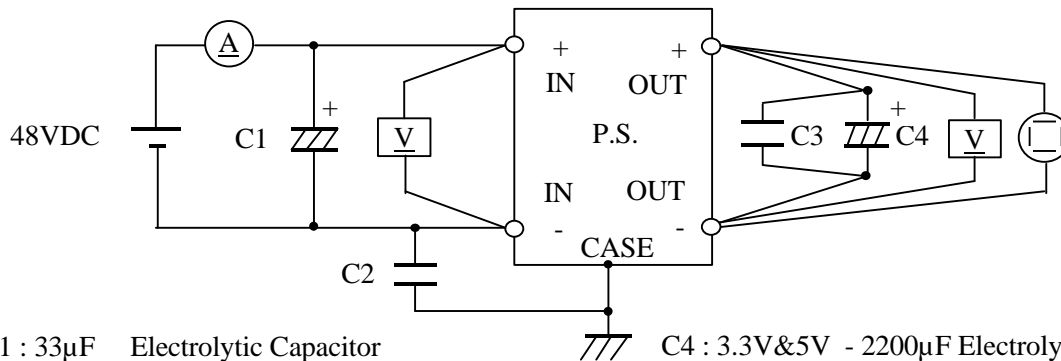 A
+ +
IN OUT
+ +
48VDC C1 V P.S. C3 C4 V
IN OUT
- -
CASE
C2
1 : 33µF Electrolytic Capacitor C4 : 3.3V&5V - 2200µF